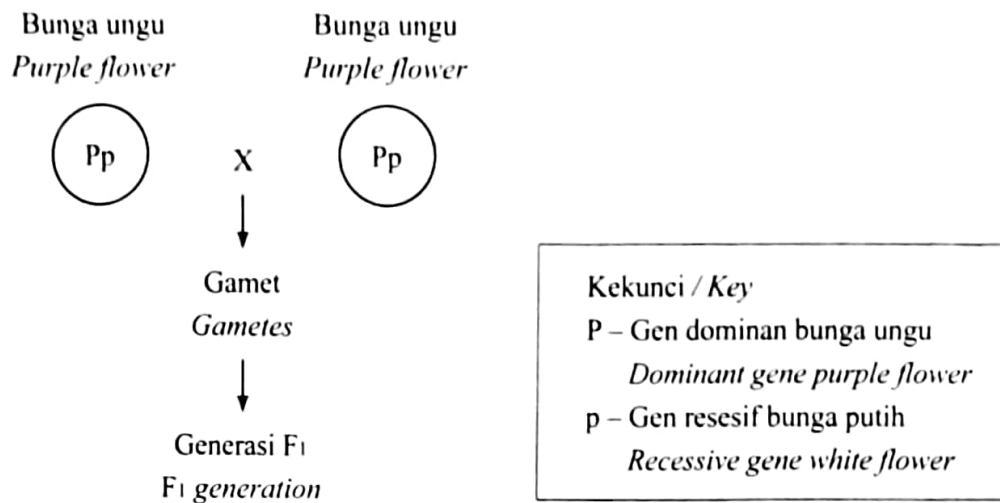 Bunga ungu
Purple flower
Bunga ungu
Purple flower
Pp
X
Pp
Gamet
Gametes
Generasi F1
F1 generation
Kekunci / Key
P – Gen dominan bunga ungu
Dominant gene purple flower
p – Gen resesif bunga putih
Recessive gene white flower